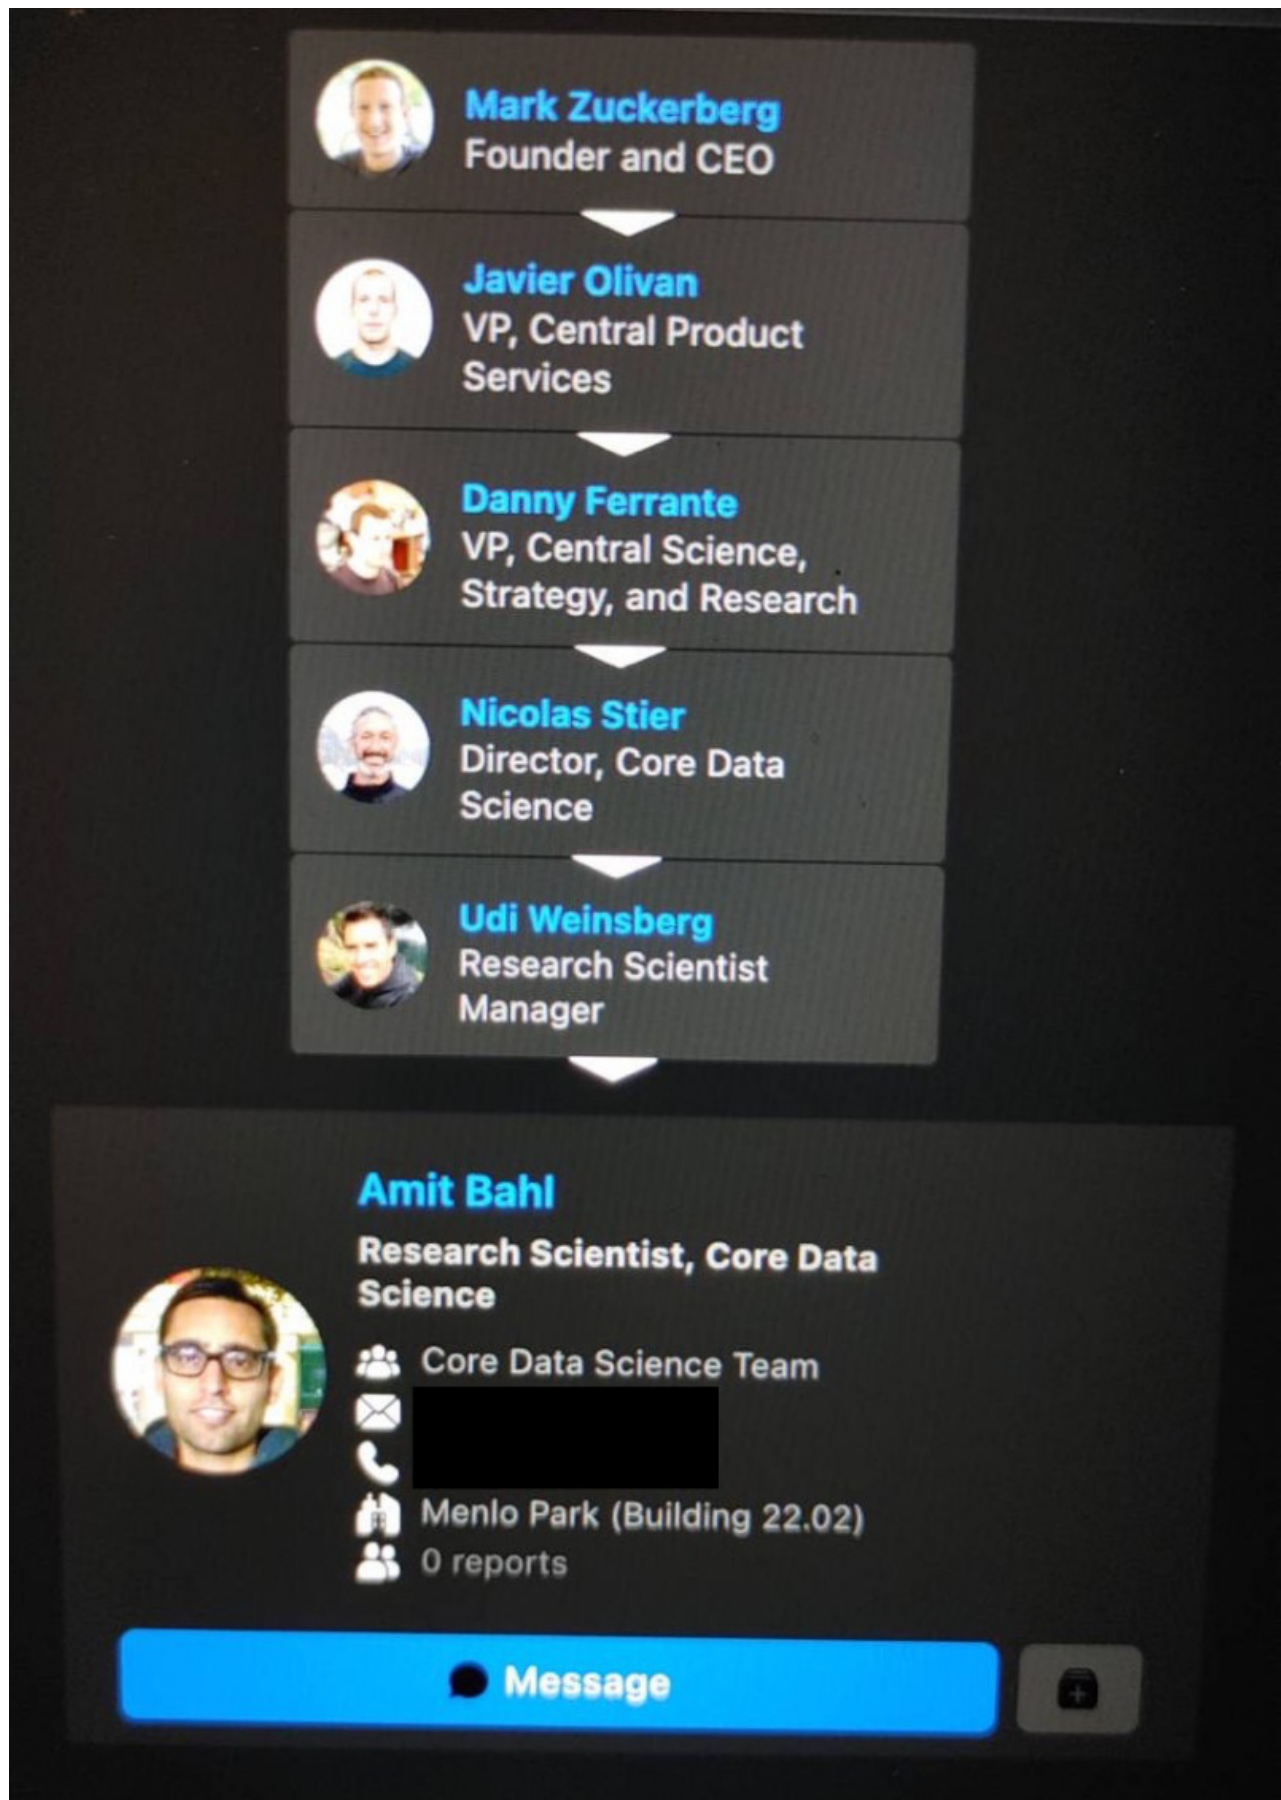 Mark Zuckerberg
Founder and CEO
Javier Olivan
VP, Central Product
Services
Danny Ferrante
VP, Central Science,
Strategy, and Research
Nicolas Stier
Director, Core Data
Science
Udi Weinsberg
Research Scientist
Manager
Amit Bahl
Research Scientist, Core Data
Science
Core Data Science Team
Menlo Park (Building 22.02)
0 reports
Message